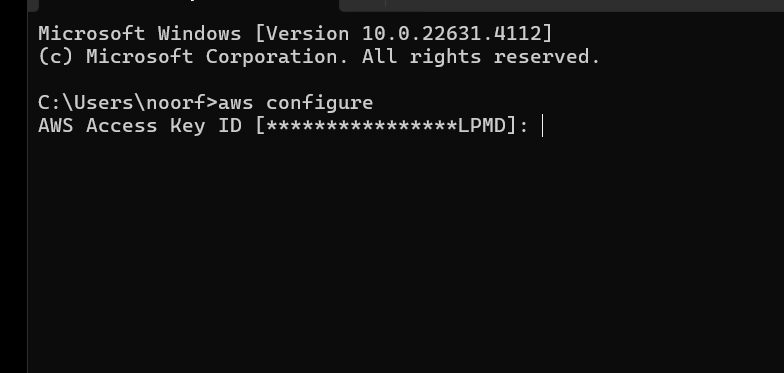 Microsoft Windows [Version 10.0.22631.4112]
(c) Microsoft Corporation. All rights reserved.
C:\Users\noorf>aws configure
AWS Access Key ID [****************LPMD]: